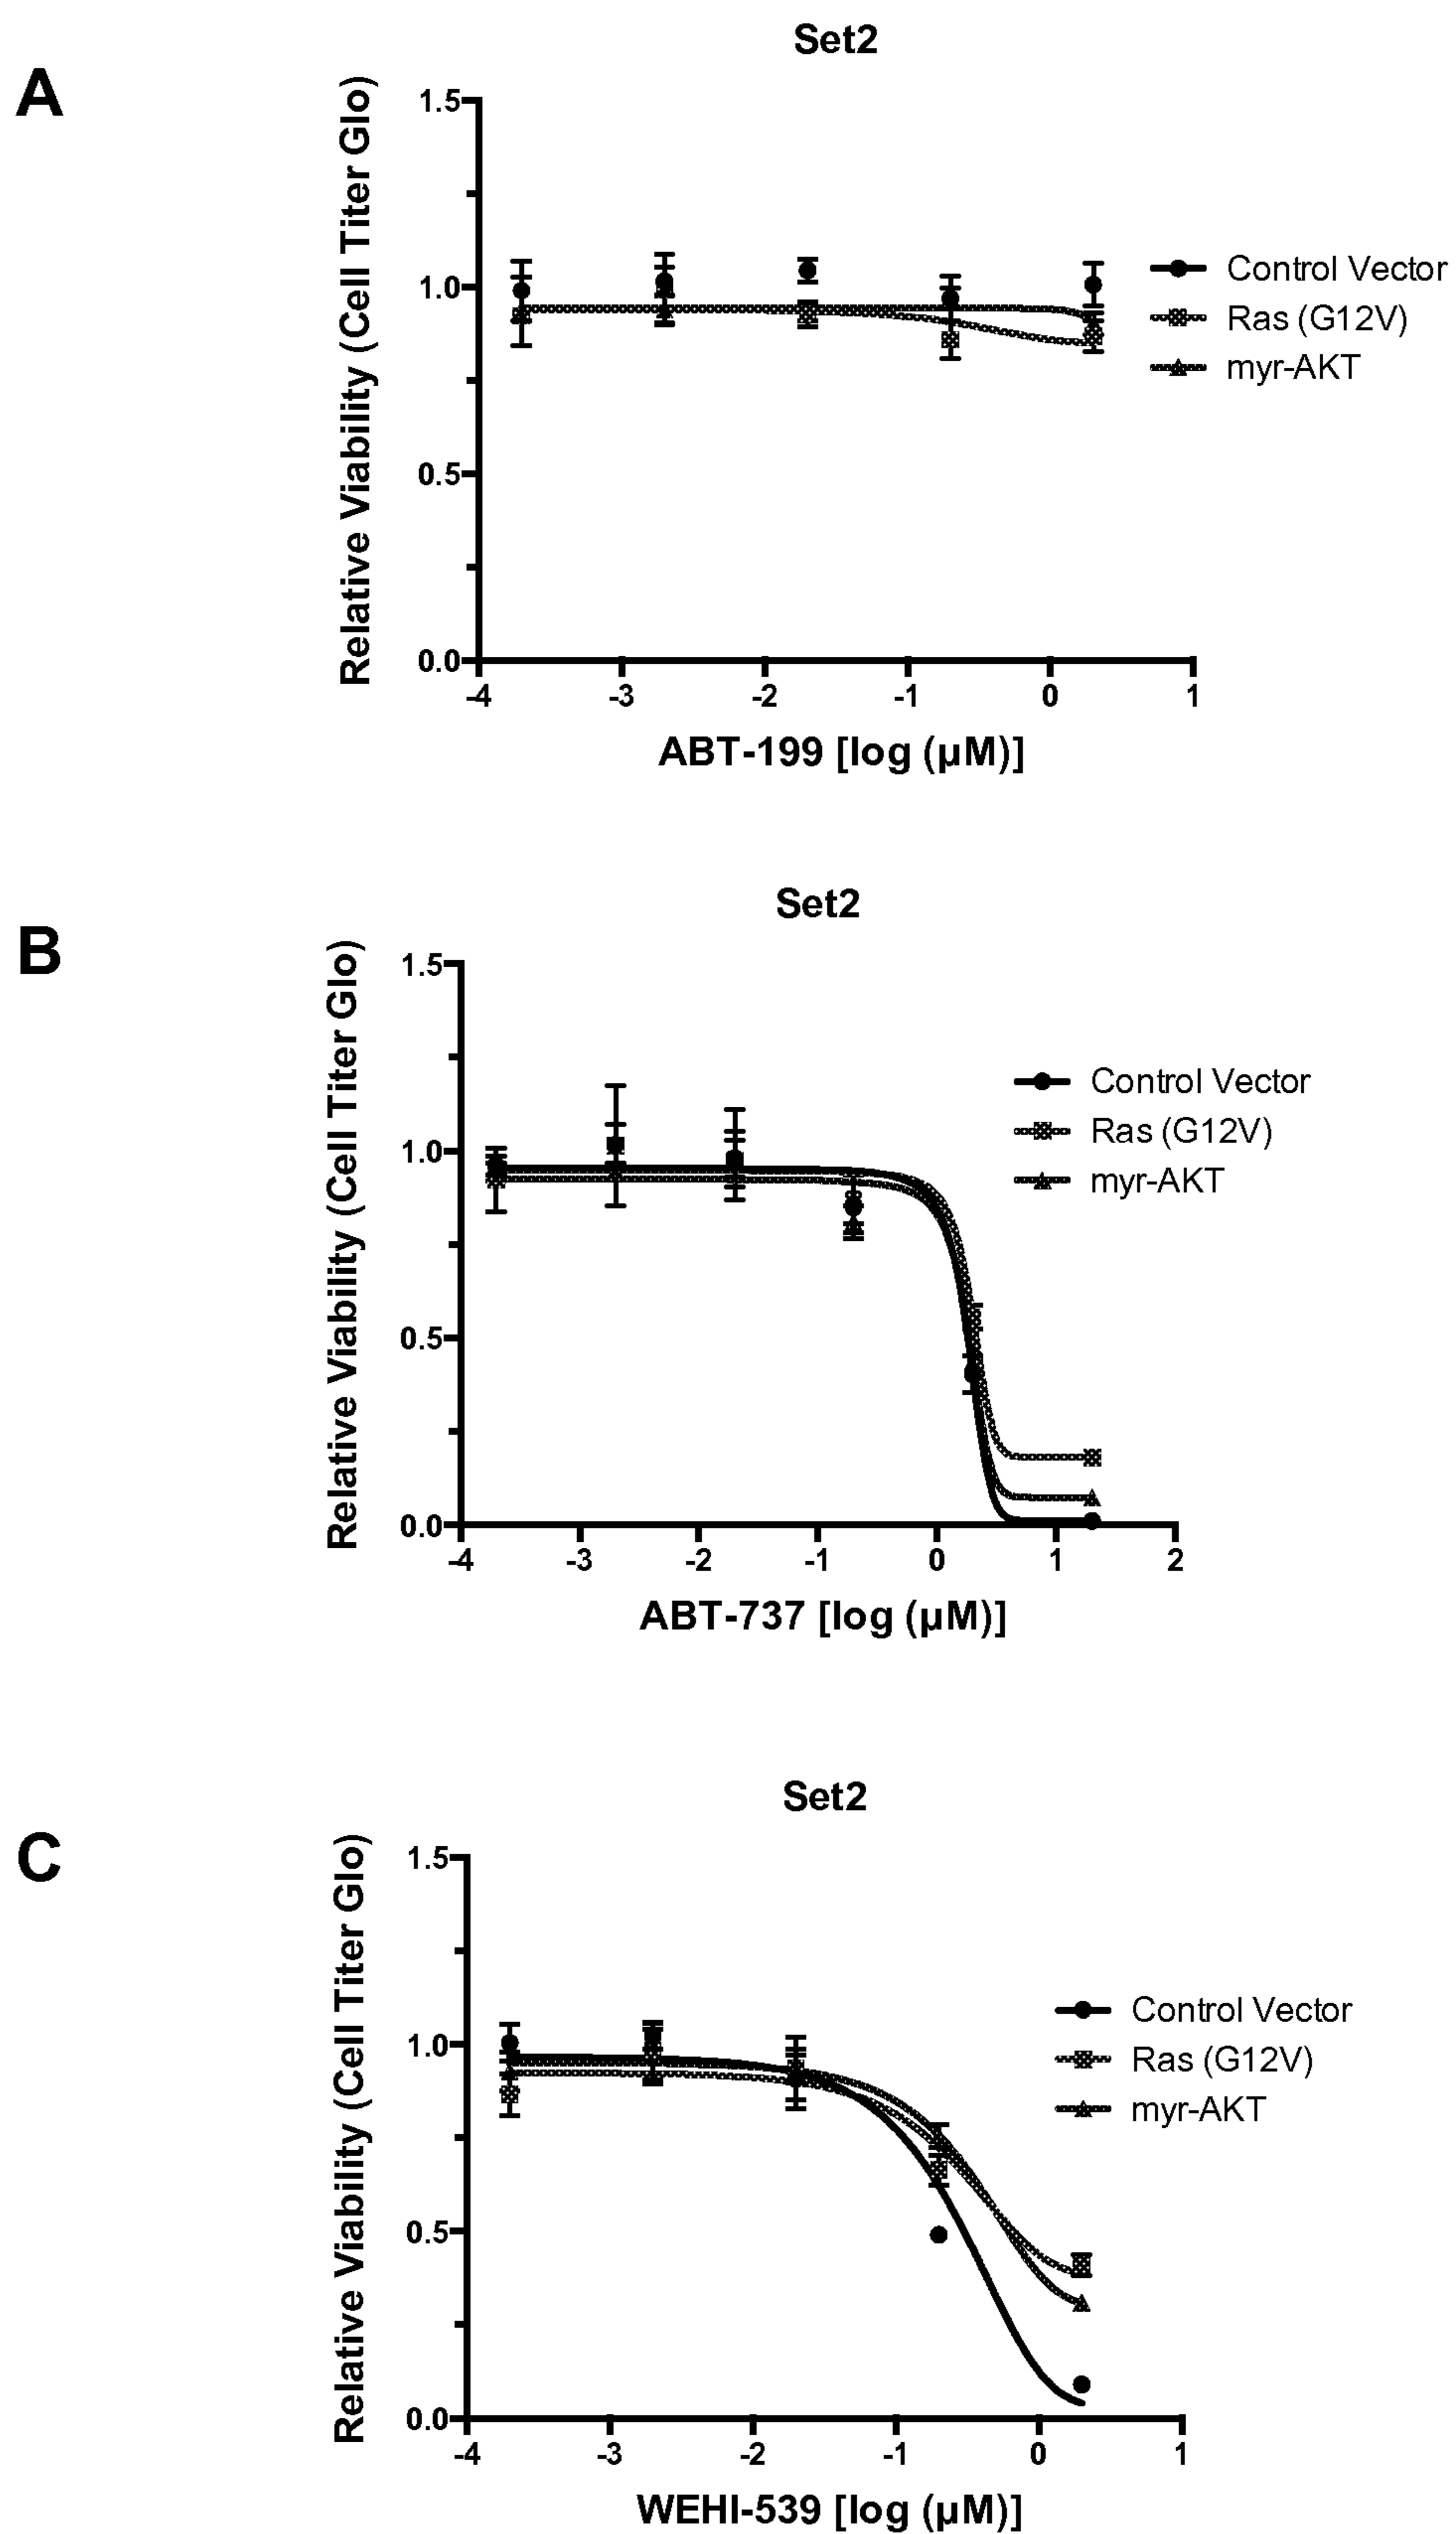 A
Set2
Relative Viability (Cell Titer Glo)
1.5
1.0
0.5
0.0
-4 -3 -2 -1 0 1
ABT-199 [log (µM)]
Control Vector
Ras (G12V)
myr-AKT
B
Set2
Relative Viability (Cell Titer Glo)
1.5
1.0
0.5
0.0
-4 -3 -2 -1 0 1 2
ABT-737 [log (µM)]
Control Vector
Ras (G12V)
myr-AKT
C
Set2
Relative Viability (Cell Titer Glo)
1.5
1.0
0.5
0.0
-4 -3 -2 -1 0 1
WEHI-539 [log (µM)]
Control Vector
Ras (G12V)
myr-AKT